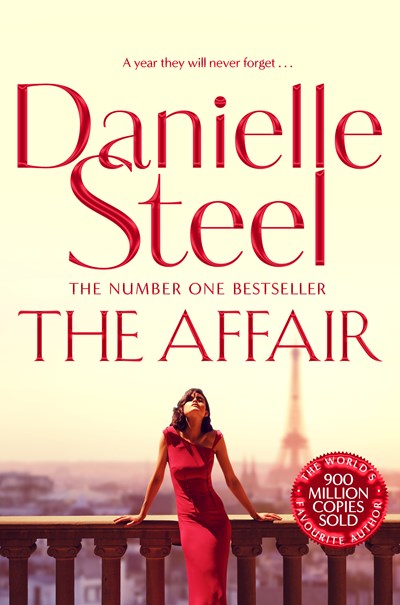 A year they will never forget . . .
Danielle
Steel
THE NUMBER ONE BESTSELLER
THE AFFAIR
THE WORLD'S
900
MILLION
COPIES
SOLD
FAVOURITE AUTHOR